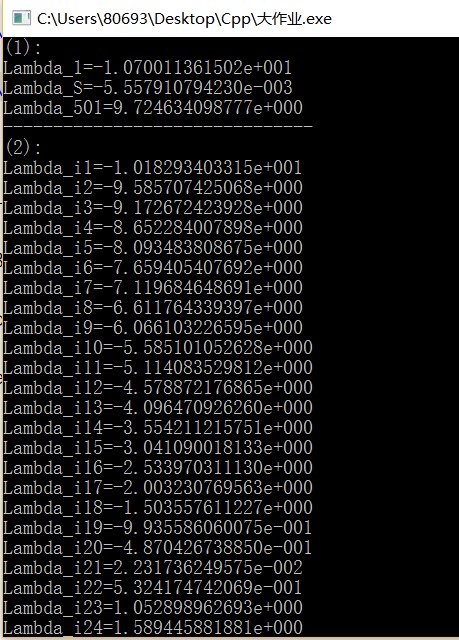 C:\Users\80693\Desktop\Cpp\大作业.exe
(1):
Lambda_1=-1.070011361502e+001
Lambda_S=-5.557910794230e-003
Lambda_501=9.724634098777e+000
-------------------------------
(2):
Lambda_i1=-1.018293403315e+001
Lambda_i2=-9.585707425068e+000
Lambda_i3=-9.172672423928e+000
Lambda_i4=-8.652284007898e+000
Lambda_i5=-8.093483808675e+000
Lambda_i6=-7.659405407692e+000
Lambda_i7=-7.119684648691e+000
Lambda_i8=-6.611764339397e+000
Lambda_i9=-6.066103226595e+000
Lambda_i10=-5.585101052628e+000
Lambda_i11=-5.114083529812e+000
Lambda_i12=-4.578872176865e+000
Lambda_i13=-4.096470926260e+000
Lambda_i14=-3.554211215751e+000
Lambda_i15=-3.041090018133e+000
Lambda_i16=-2.533970311130e+000
Lambda_i17=-2.003230769563e+000
Lambda_i18=-1.503557611227e+000
Lambda_i19=-9.935586060075e-001
Lambda_i20=-4.870426738850e-001
Lambda_i21=2.231736249575e-002
Lambda_i22=5.324174742069e-001
Lambda_i23=1.052898962693e+000
Lambda_i24=1.589445881881e+000